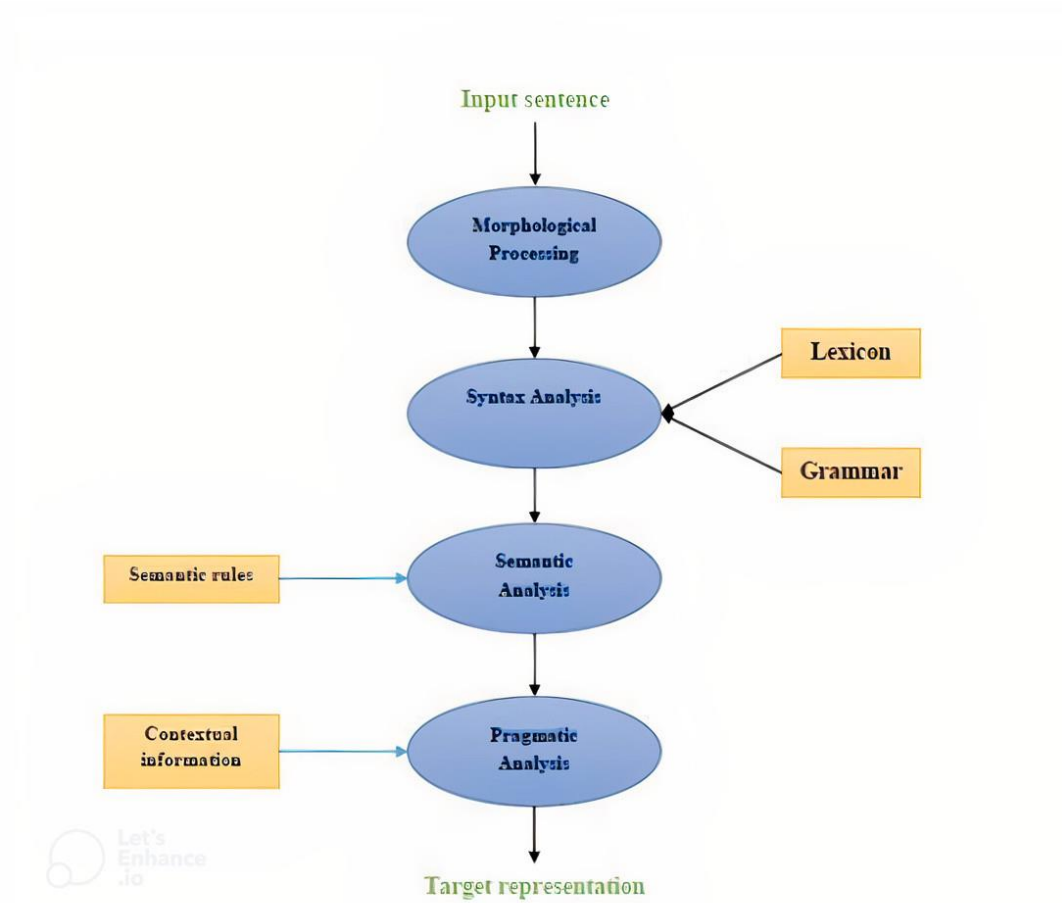 Input sentence
Morphological
Processing
Lexicon
Syntax Analysis
Grammar
Semantic
Analysis
Semantic rules
Pragmatic
Analysis
Contextual
information
Let's
Enhance
.io
Target representation